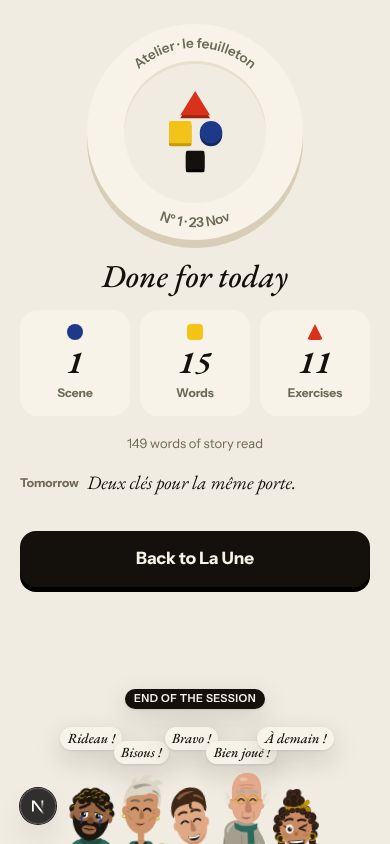 Atelier · le feuilleton
N° 1 · 23 Nov
Done for today
1
Scene
15
Words
11
Exercises
149 words of story read
Tomorrow Deux clés pour la même porte.
Back to La Une
END OF THE SESSION
Rideau !
Bravo !
À demain !
Bisous !
Bien joué !
N